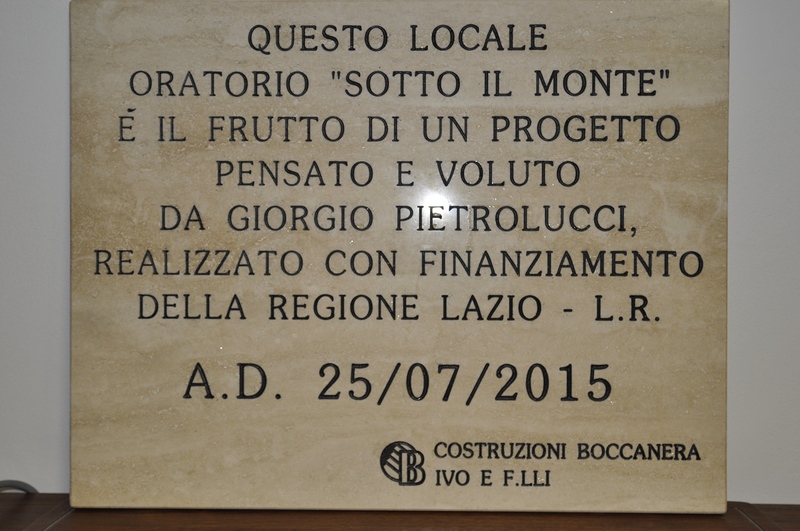 QUESTO LOCALE
ORATORIO "SOTTO IL MONTE"
È IL FRUTTO DI UN PROGETTO
PENSATO E VOLUTO
DA GIORGIO PIETROLUCCI,
REALIZZATO CON FINANZIAMENTO
DELLA REGIONE LAZIO - L.R.
A.D. 25/07/2015
B COSTRUZIONI BOCCANERA
IVO E F.LLI